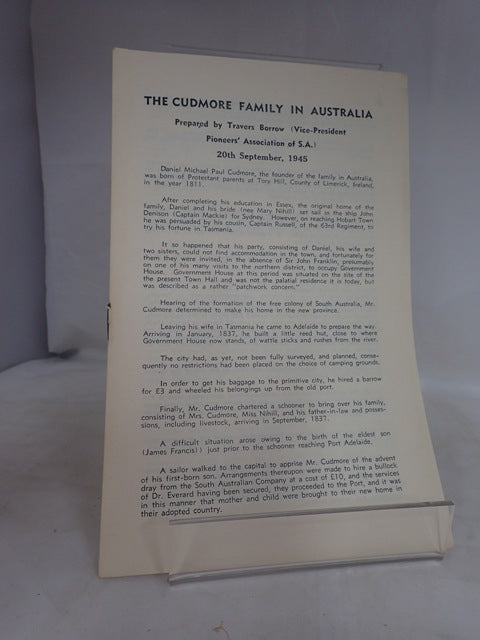 THE CUDMORE FAMILY IN AUSTRALIA
Prepared by Travers Borrow (Vice-President
Pioneers' Association of S.A.)
20th September, 1945
Daniel Michael Paul Cudmore, the founder of the family in Australia,
was born of Protestant parents at Tory Hill, County of Limerick, Ireland,
in the year 1811.
After completing his education in Essex, the original home of the
family, Daniel and his bride (nee Mary Nihill) set sail in the ship John
Denison (Captain Mackie) for Sydney. However, on reaching Hobart Town
he was persuaded by his cousin, Captain Russell, of the 63rd Regiment, to
try his fortune in Tasmania.
It so happened that his party, consisting of Daniel, his wife and
two sisters, could not find accommodation in the town, and fortunately for
them they were invited, in the absence of Sir John Franklin, presumably
on one of his many visits to the northern district, to occupy Government
House. Government House at this period was situated on the site of the
the present Town Hall and was not the palatial residence it is today, but
was described as a rather "patchwork concern."
Hearing of the formation of the free colony of South Australia, Mr.
Cudmore determined to make his home in the new province.
Leaving his wife in Tasmania he came to Adelaide to prepare the way.
Arriving in January, 1837, he built a little reed hut, close to where
Government House now stands, of wattle sticks and rushes from the river.
The city had, as yet, not been fully surveyed, and planned, conse-
quently no restrictions had been placed on the choice of camping grounds.
In order to get his baggage to the primitive city, he hired a barrow
for £3 and wheeled his belongings up from the old port.
Finally, Mr. Cudmore chartered a schooner to bring over his family,
consisting of Mrs. Cudmore, Miss Nihill, and his father-in-law and posses-
sions, including livestock, arriving in September, 1837.
A difficult situation arose owing to the birth of the eldest son
(James Francis) just prior to the schooner reaching Port Adelaide.
A sailor walked to the capital to apprise Mr. Cudmore of the advent
of his first-born son. Arrangements thereupon were made to hire a bullock
dray from the South Australian Company at a cost of £10, and the services
of Dr. Everard having been secured, they proceeded to the Port, and it was
in this manner that mother and child were brought to their new home in
their adopted country.